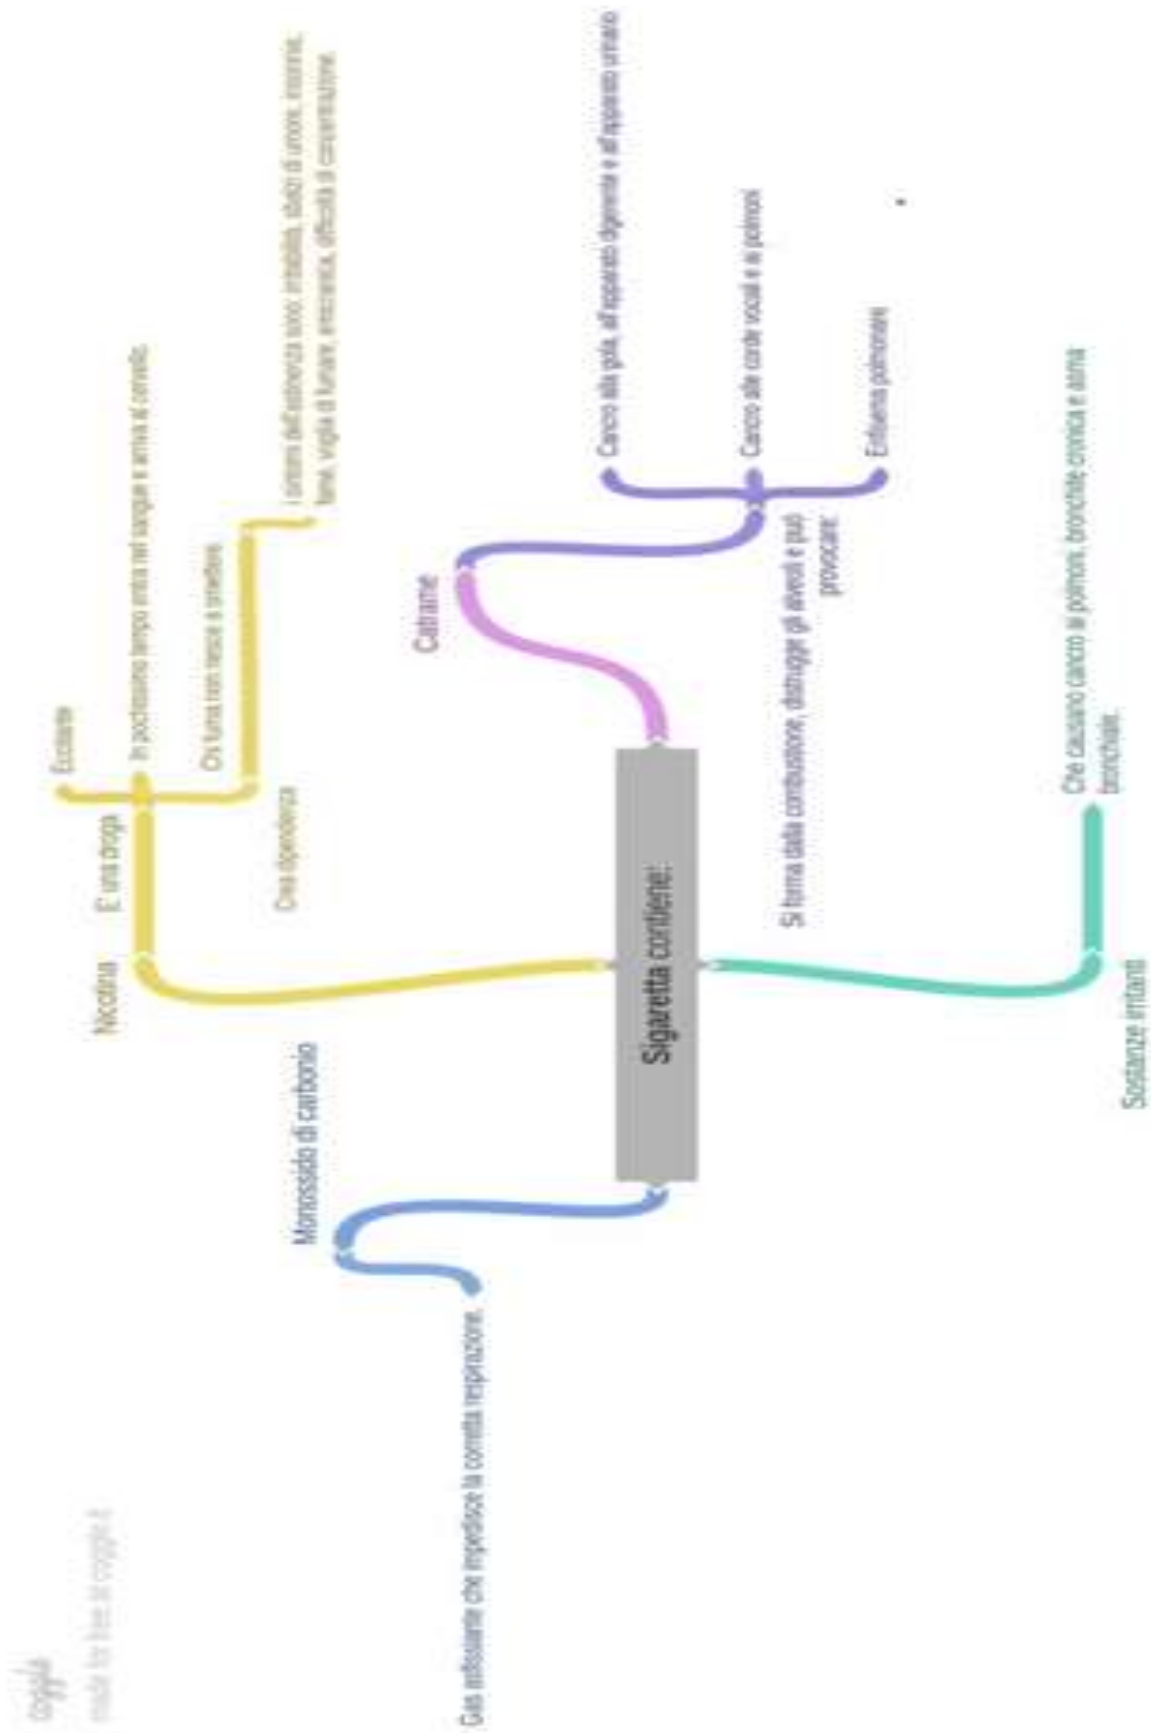 coggle
made for free at coggle.it
Sigaretta contiene:
Monossido di carbonio
Gas asfissiante che impedisce la corretta respirazione.
Nicotina
E' una droga
Eccitante
In pochissimo tempo entra nel sangue e arriva al cervello.
Crea dipendenza
Chi fuma non riesce a smettere.
I sintomi dell'astinenza sono: irritabilità, sbalzi di umore, insonnie,
fame, voglia di fumare, emicranea, difficoltà di concentrazione.
Catrame
Si forma dalla combustione, distrugge gli alveoli e può
provocare:
Cancro alla gola, all'apparato digerente e all'apparato urinario
Cancro alle corde vocali e ai polmoni
Enfisema polmonare
Sostanze irritanti
Che causano cancro ai polmoni, bronchite cronica e asma
bronchiale.